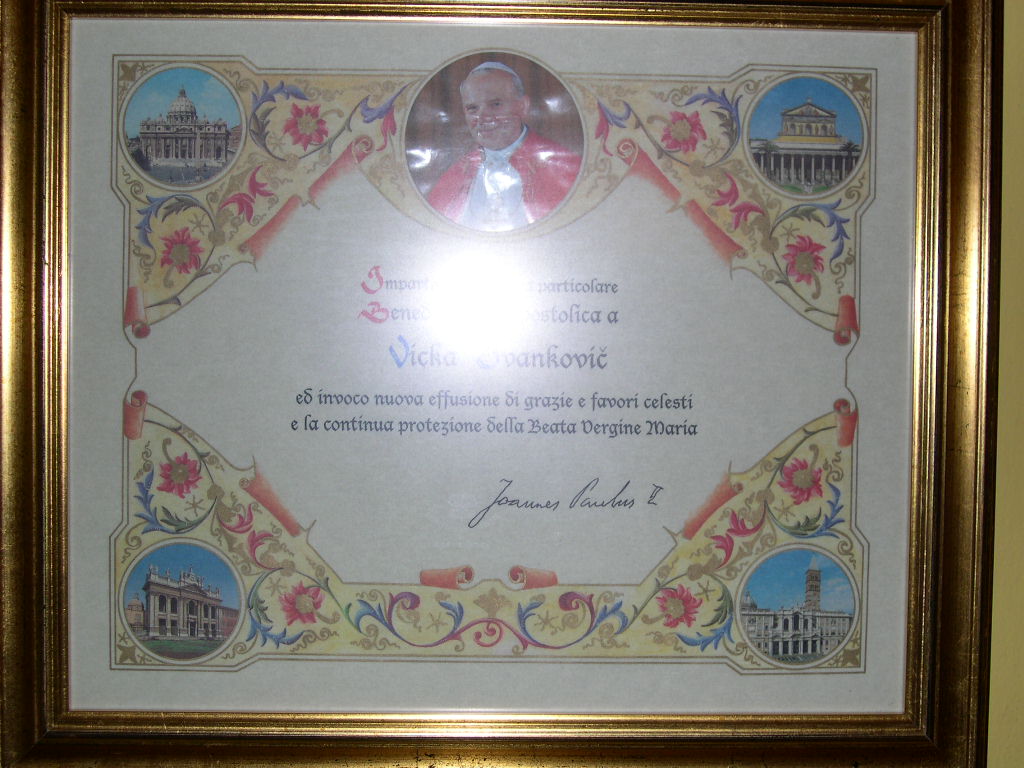 particolare
a
Vicka Ivankovič
ed invoco nuova effusione di grazie e favori celesti
e la continua protezione della Beata Vergine Maria
Joannes Paulus II